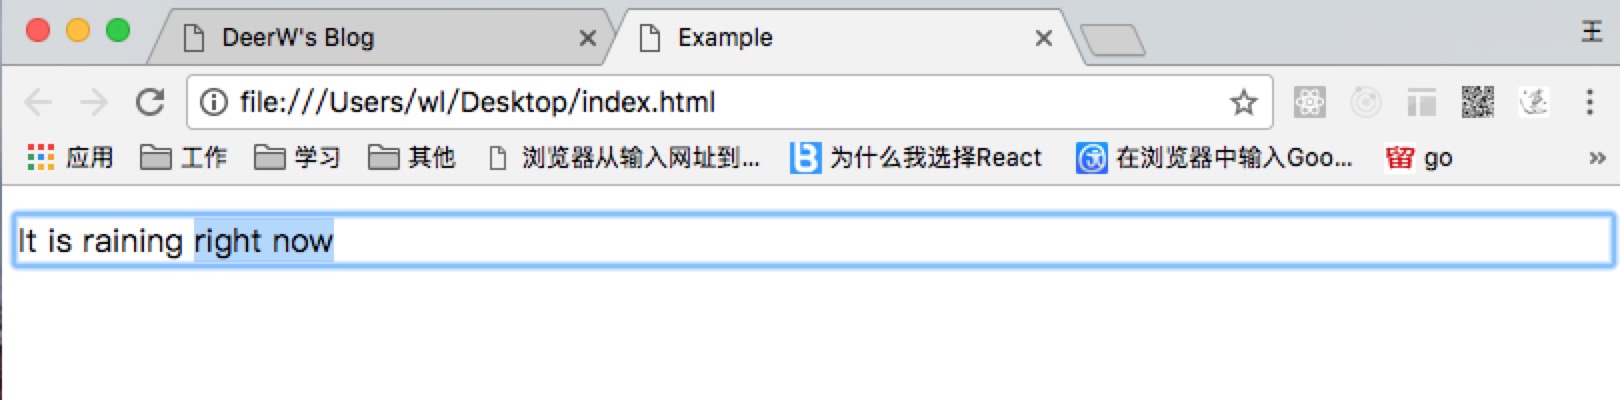 DeerW's Blog
Example
王
file:///Users/wl/Desktop/index.html
应用 工作 学习 其他 浏览器从输入网址到... 为什么我选择React 在浏览器中输入Goo... 留 go »
It is raining right now